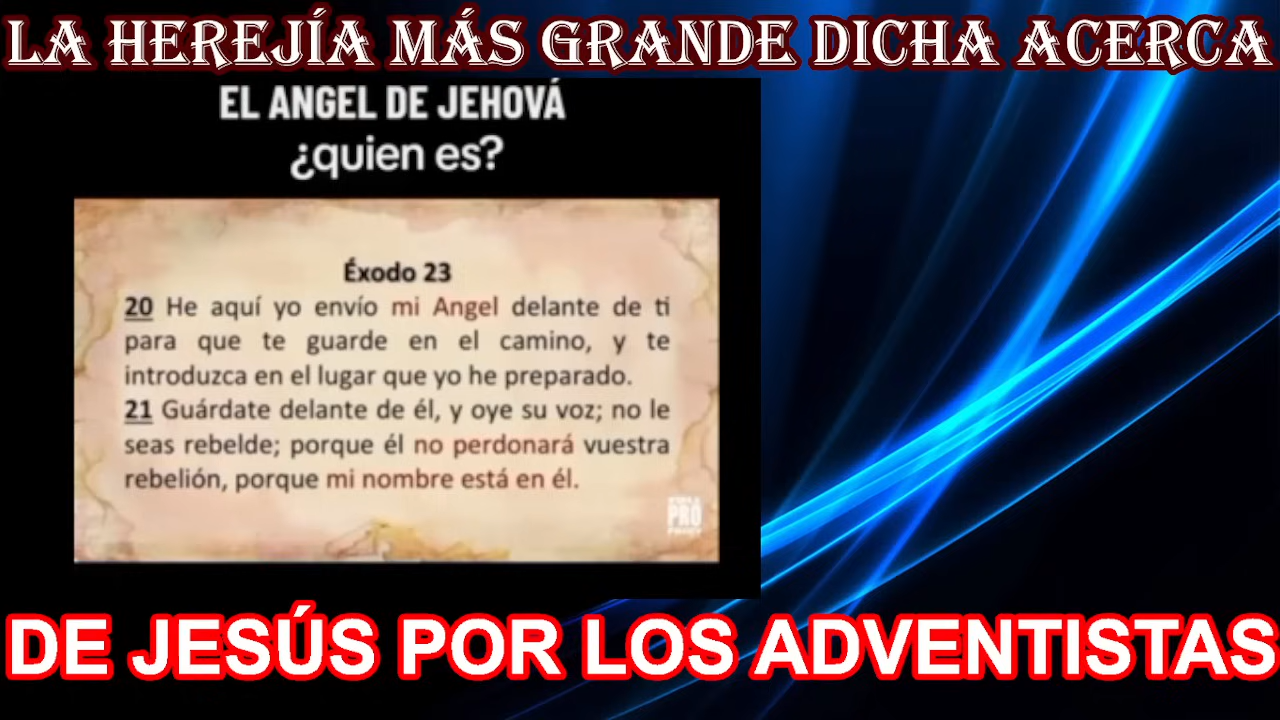 LA HEREJÍA MÁS GRANDE DICHA ACERCA
EL ANGEL DE JEHOVÁ
¿quien es?
Éxodo 23
20 He aquí yo envío mi Angel delante de ti
para que te guarde en el camino, y te
introduzca en el lugar que yo he preparado.
21 Guárdate delante de él, y oye su voz; no le
seas rebelde; porque él no perdonará vuestra
rebelión, porque mi nombre está en él.
PRO
DE JESÚS POR LOS ADVENTISTAS